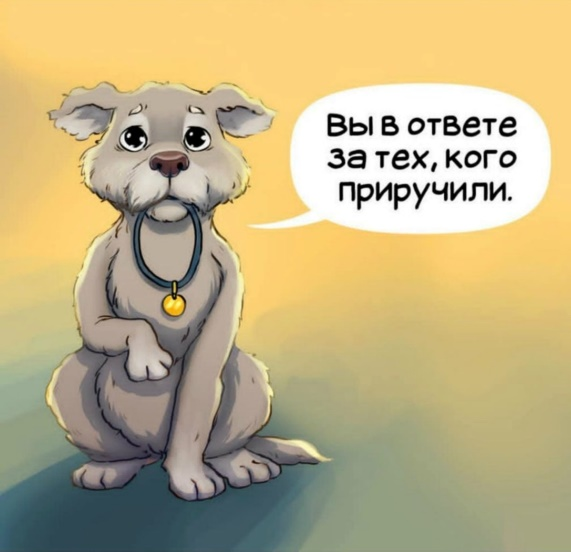 Вы в ответе
за тех, кого
приручили.